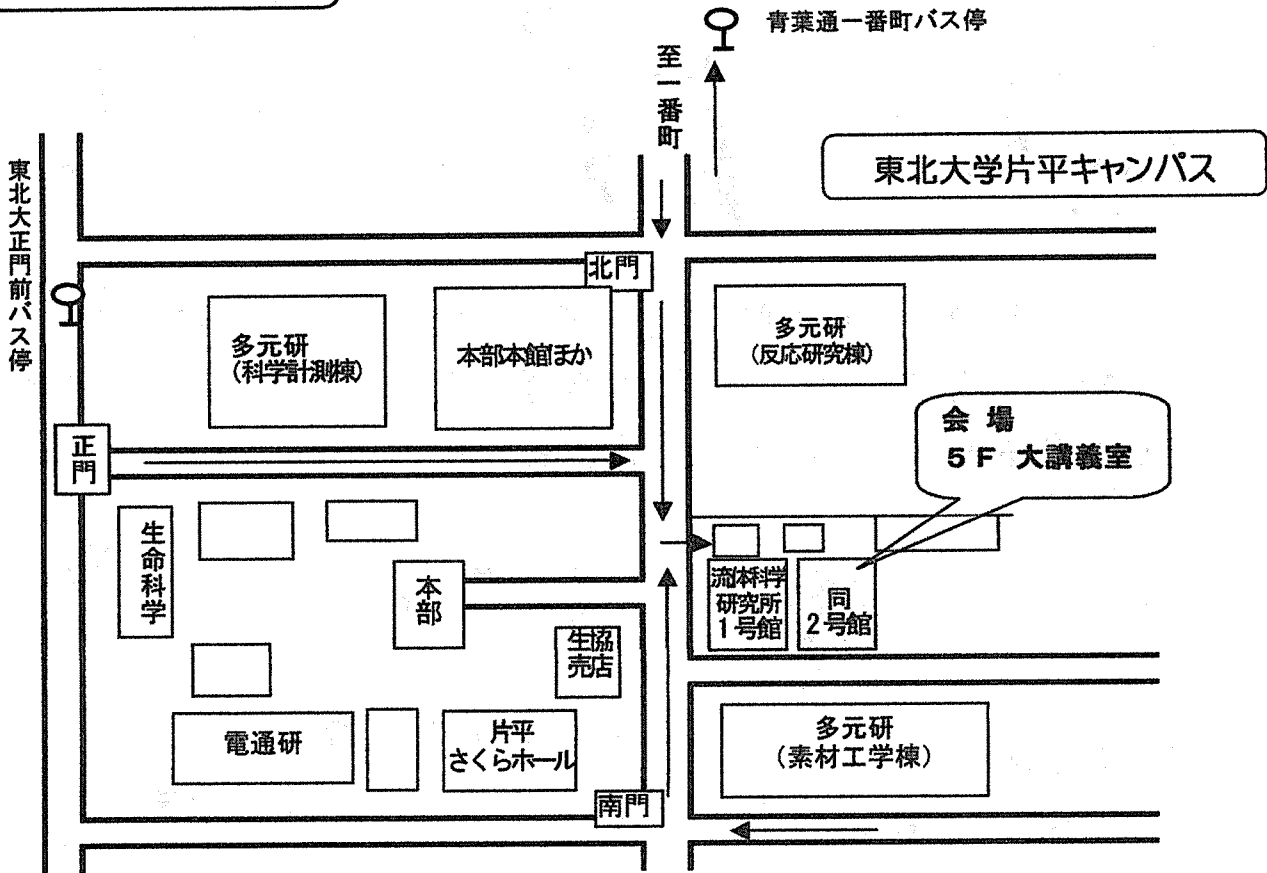 青葉通一番町バス停
至一番町
東北大学片平キャンパス
東北大正門前バス停
北門
多元研
(科学計測棟)
本部本館ほか
多元研
(反応研究棟)
会場
5F 大講義室
正門
生命科学
本部
流体科学
研究所
1号館
同
2号館
生協
売店
電通研
片平
さくらホール
多元研
(素材工学棟)
南門